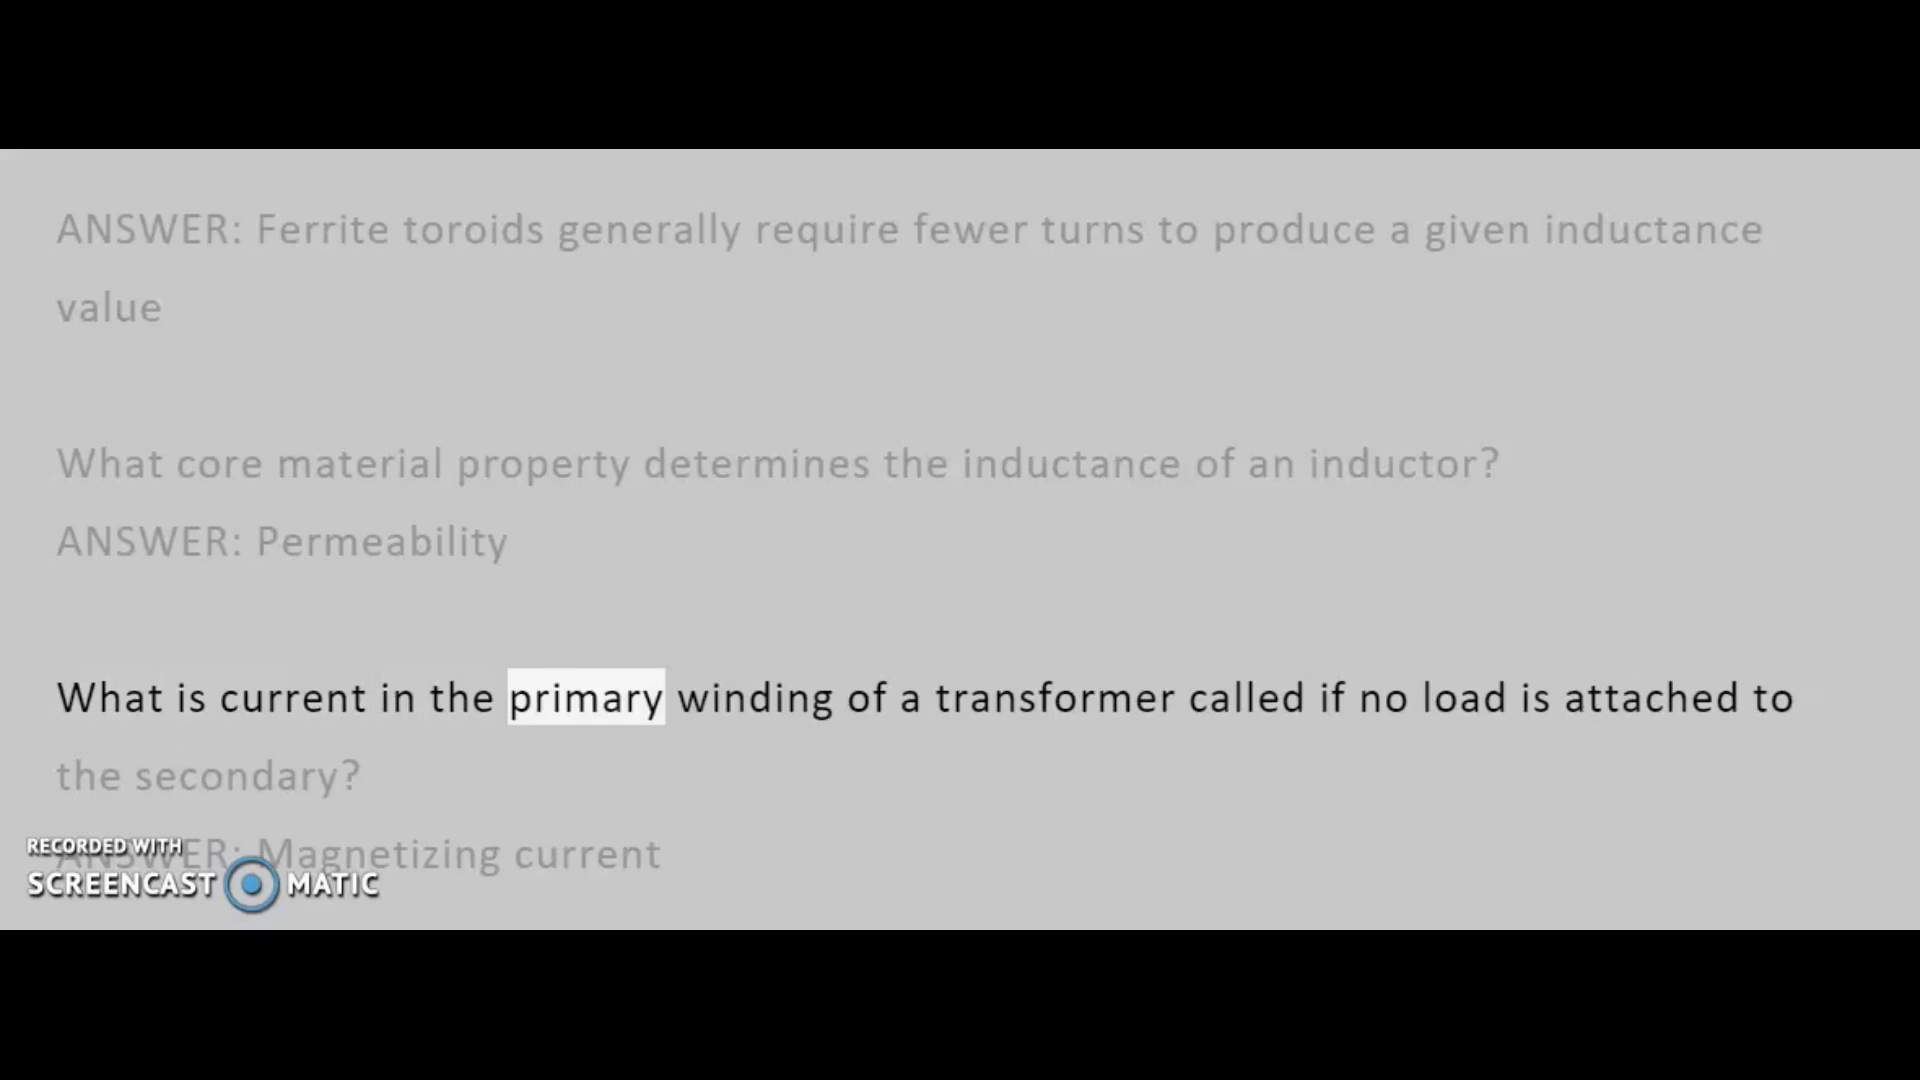 ANSWER: Ferrite toroids generally require fewer turns to produce a given inductance
value
What core material property determines the inductance of an inductor?
ANSWER: Permeability
What is current in the primary winding of a transformer called if no load is attached to
the secondary?
ANSWER: Magnetizing current
RECORDED WITH
SCREENCAST MATIC